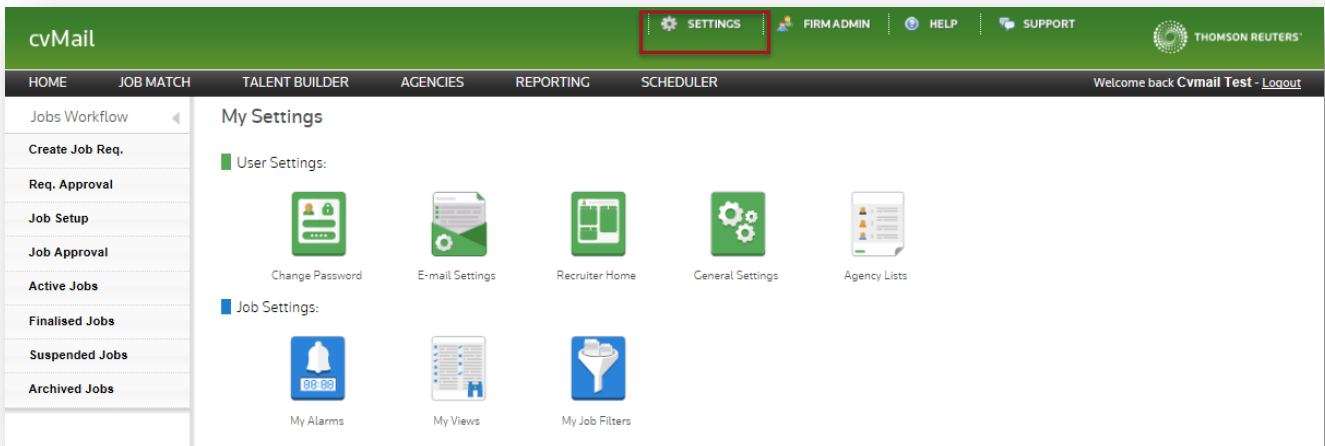 cvMail
SETTINGS FIRM ADMIN HELP SUPPORT
THOMSON REUTERS™
HOME JOB MATCH TALENT BUILDER AGENCIES REPORTING SCHEDULER
Welcome back Cvmail Test - Logout
Jobs Workflow
Create Job Req.
Req. Approval
Job Setup
Job Approval
Active Jobs
Finalised Jobs
Suspended Jobs
Archived Jobs
My Settings
User Settings:
Change Password E-mail Settings Recruiter Home General Settings Agency Lists
Job Settings:
88:88
My Alarms My Views My Job Filters